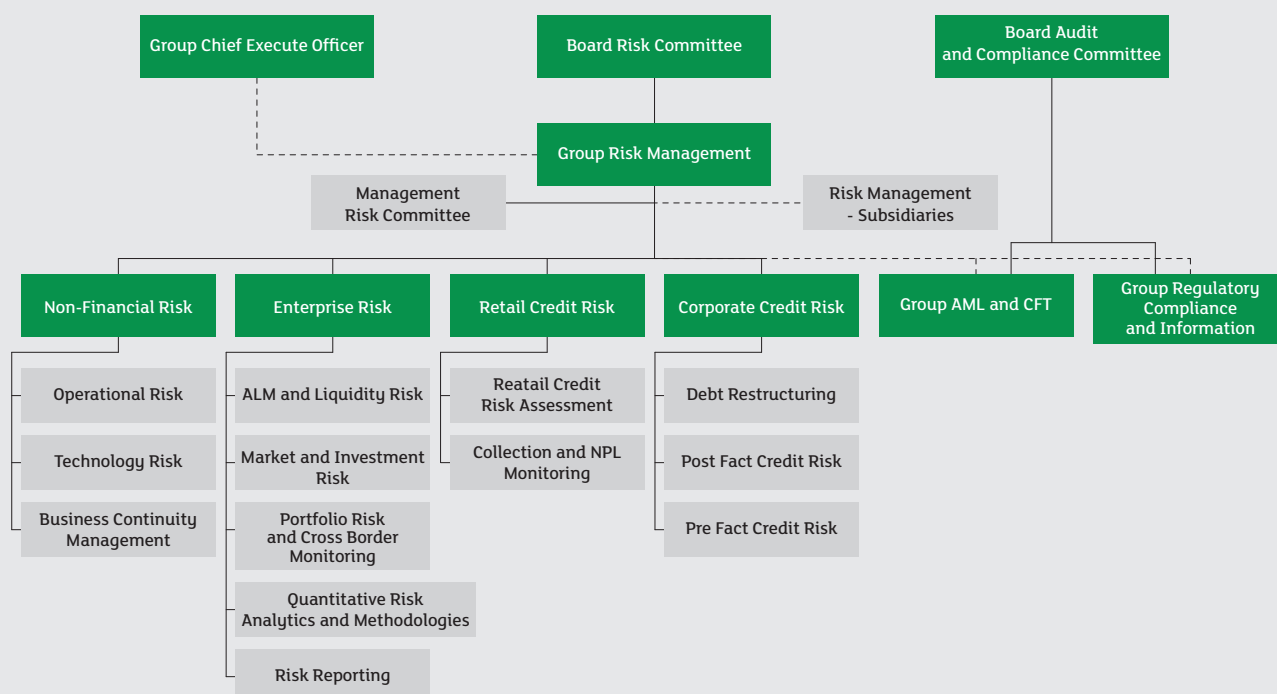 Group Chief Execute Officer
Board Risk Committee
Board Audit
and Compliance Committee
Group Risk Management
Management
Risk Committee
Risk Management
- Subsidiaries
Non-Financial Risk
Enterprise Risk
Retail Credit Risk
Corporate Credit Risk
Group AML and CFT
Group Regulatory
Compliance
and Information
Operational Risk
Technology Risk
Business Continuity
Management
ALM and Liquidity Risk
Market and Investment
Risk
Portfolio Risk
and Cross Border
Monitoring
Quantitative Risk
Analytics and Methodologies
Risk Reporting
Reatail Credit
Risk Assessment
Collection and NPL
Monitoring
Debt Restructuring
Post Fact Credit Risk
Pre Fact Credit Risk